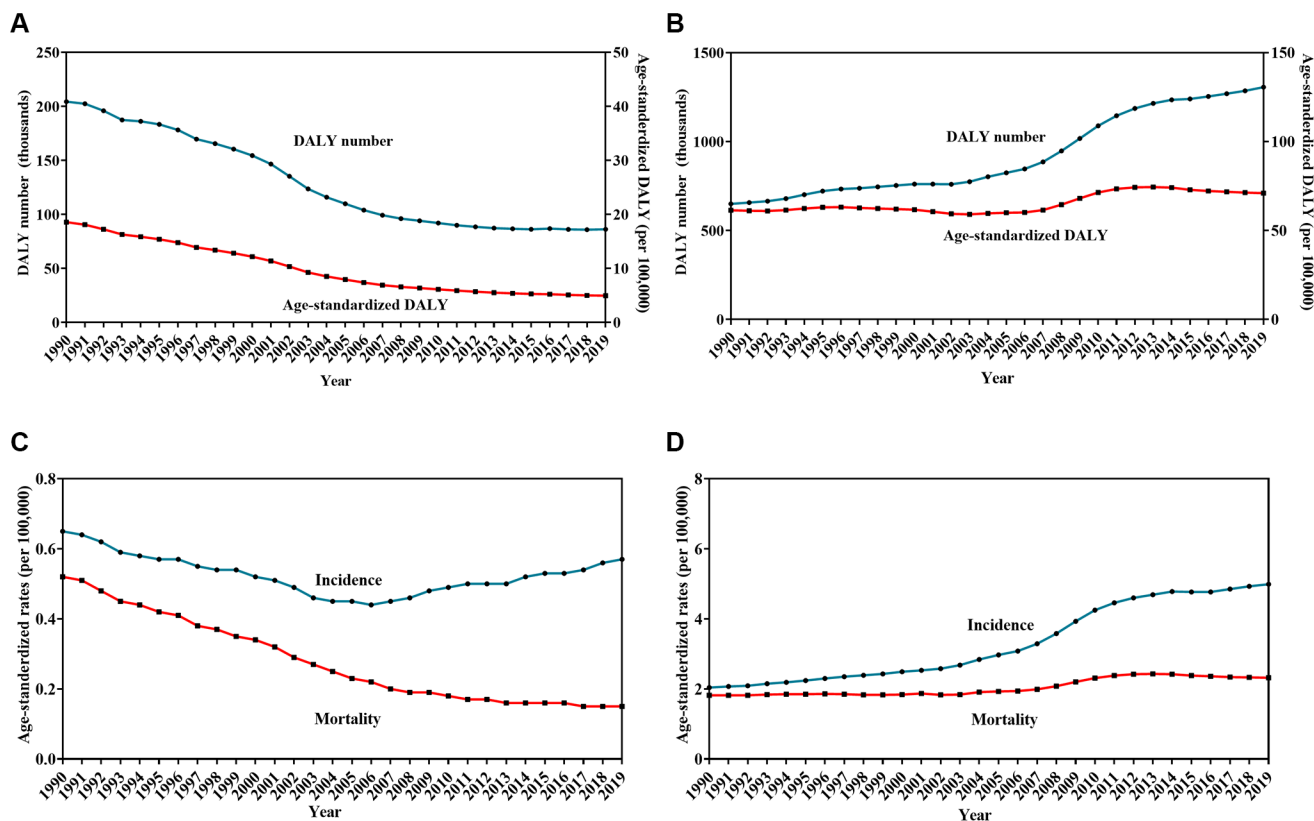 A
DALY number (thousands)
250
200
150
100
50
0
DALY number
Age-standardized DALY
50
40
30
20
10
0
Age-standerdized DALY (per 100,000)
1990 1991 1992 1993 1994 1995 1996 1997 1998 1999 2000 2001 2002 2003 2004 2005 2006 2007 2008 2009 2010 2011 2012 2013 2014 2015 2016 2017 2018 2019
Year
B
DALY number (thousands)
1500
1000
500
0
DALY number
Age-standardized DALY
150
100
50
0
Age-standerdized DALY (per 100,000)
1990 1991 1992 1993 1994 1995 1996 1997 1998 1999 2000 2001 2002 2003 2004 2005 2006 2007 2008 2009 2010 2011 2012 2013 2014 2015 2016 2017 2018 2019
Year
C
Age-standerdized rates (per 100,000)
0.8
0.6
0.4
0.2
0.0
Incidence
Mortality
1990 1991 1992 1993 1994 1995 1996 1997 1998 1999 2000 2001 2002 2003 2004 2005 2006 2007 2008 2009 2010 2011 2012 2013 2014 2015 2016 2017 2018 2019
Year
D
Age-standerdized rates (per 100,000)
8
6
4
2
0
Incidence
Mortality
1990 1991 1992 1993 1994 1995 1996 1997 1998 1999 2000 2001 2002 2003 2004 2005 2006 2007 2008 2009 2010 2011 2012 2013 2014 2015 2016 2017 2018 2019
Year